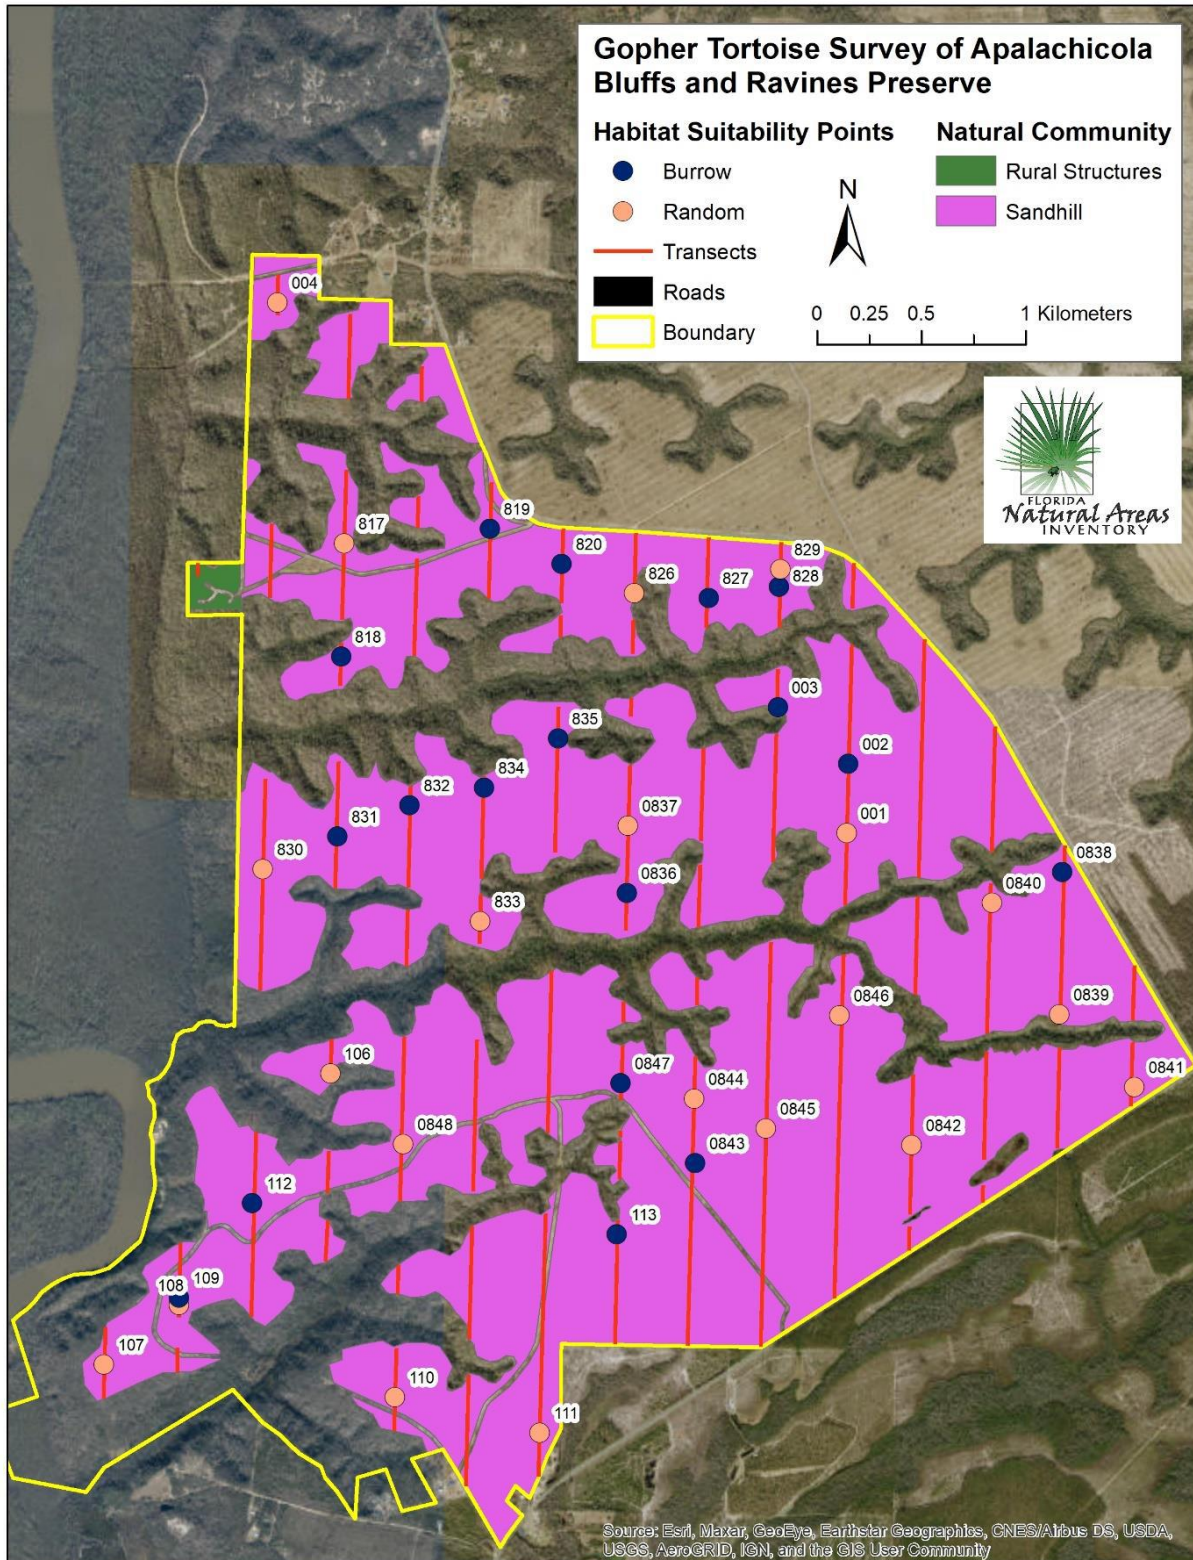 Gopher Tortoise Survey of Apalachicola
Bluffs and Ravines Preserve
Habitat Suitability Points
Burrow
Random
Transects
Roads
Boundary
N
Natural Community
Rural Structures
Sandhill
0 0.25 0.5 1 Kilometers
FLORIDA
Natural Areas
INVENTORY
004
817
819
820
826
827
829
828
818
003
835
002
834
832
831
0837
001
830
0838
0836
0840
833
0846
0839
106
0847
0844
0841
0848
0845
0842
0843
112
113
108
109
107
110
111
Source: Esri, Maxar, GeoEye, Earthstar Geographics, CNES/Airbus DS, USDA,
USGS, AeroGRID, IGN, and the GIS User Community